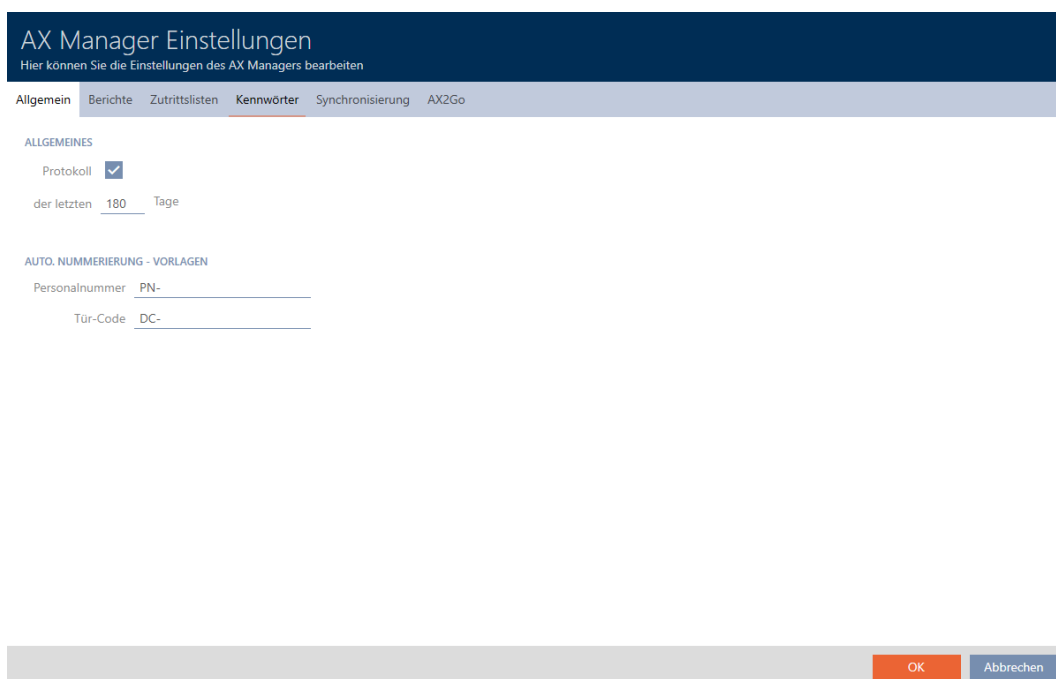 AX Manager Einstellungen
Hier können Sie die Einstellungen des AX Managers bearbeiten
Allgemein Berichte Zutrittslisten Kennwörter Synchronisierung AX2Go
ALLGEMEINES
Protokoll
der letzten 180 Tage
AUTO. NUMMERIERUNG - VORLAGEN
Personalnummer PN-
Tür-Code DC-
OK Abbrechen